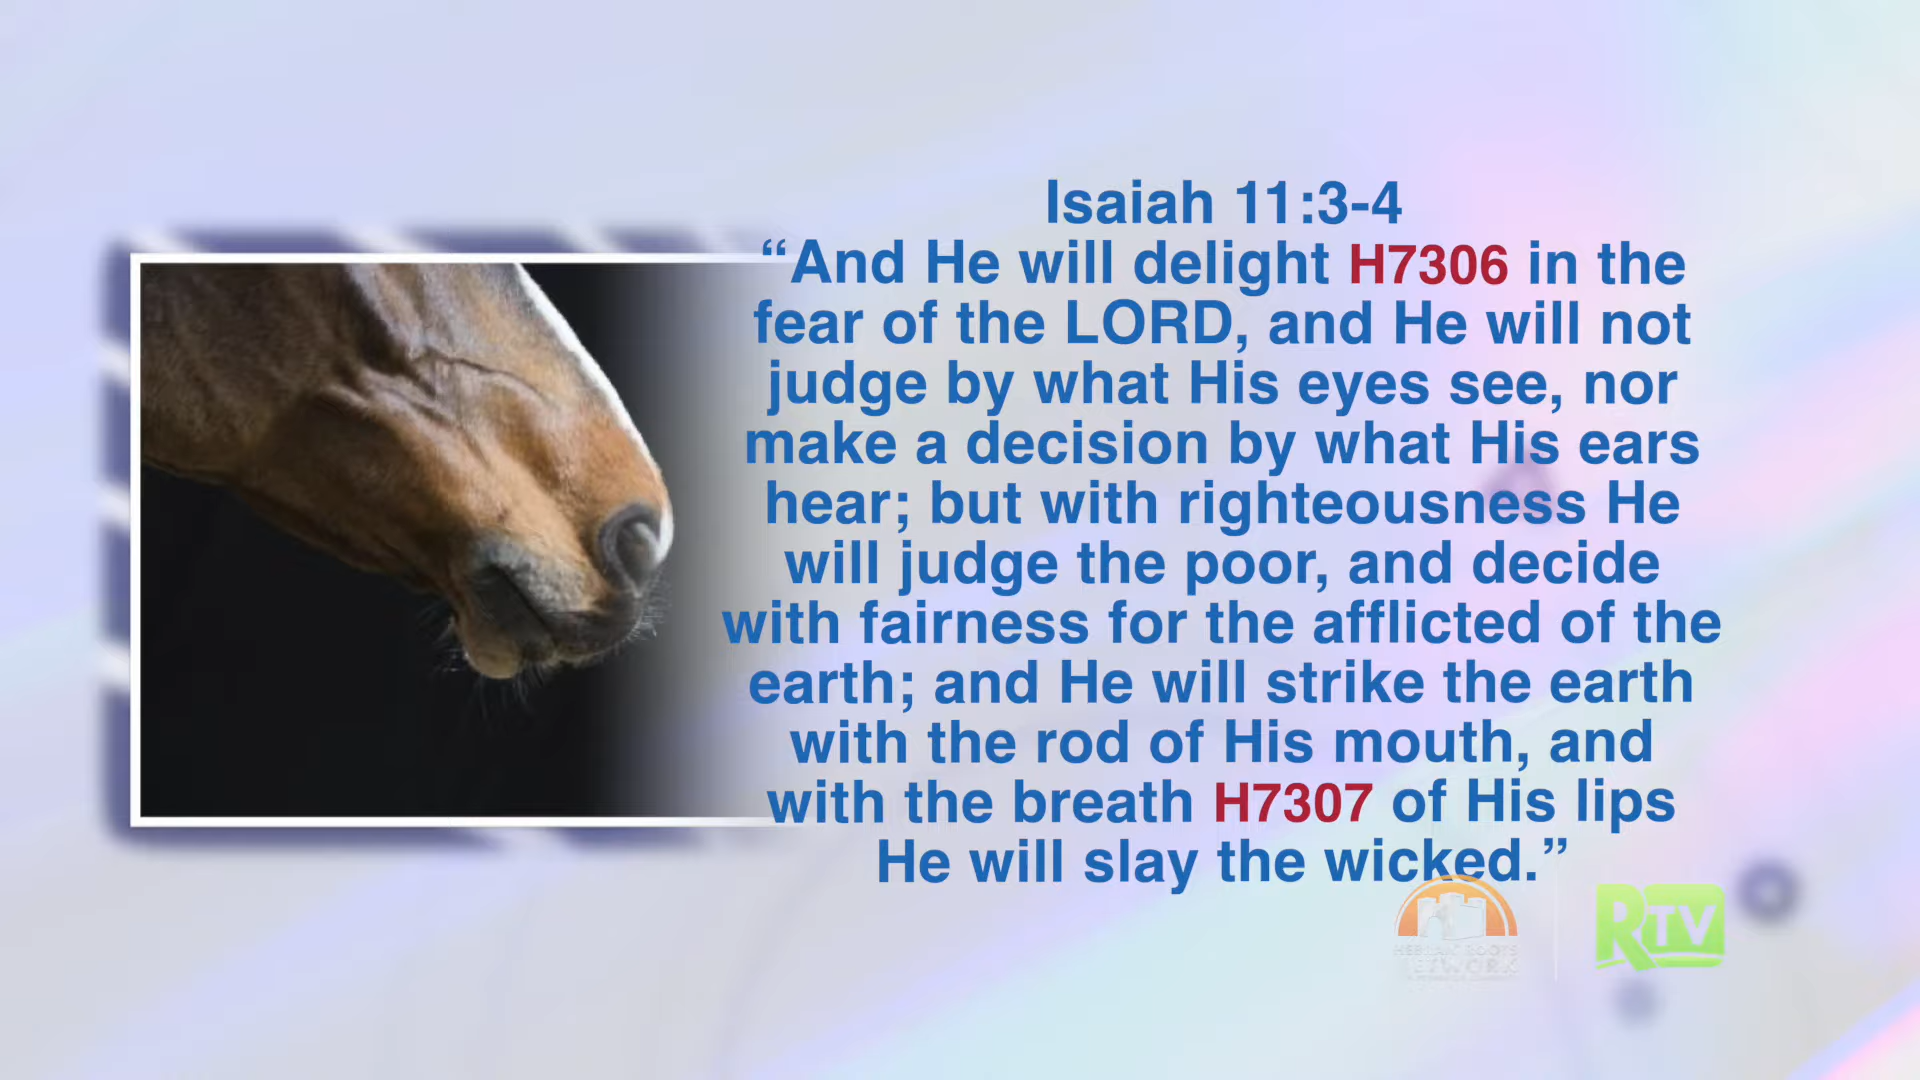 Isaiah 11:3-4
“And He will delight H7306 in the
fear of the LORD, and He will not
judge by what His eyes see, nor
make a decision by what His ears
hear; but with righteousness He
will judge the poor, and decide
with fairness for the afflicted of the
earth; and He will strike the earth
with the rod of His mouth, and
with the breath H7307 of His lips
He will slay the wicked.”
HEBRAIC ROOTS
NETWORK
RTV